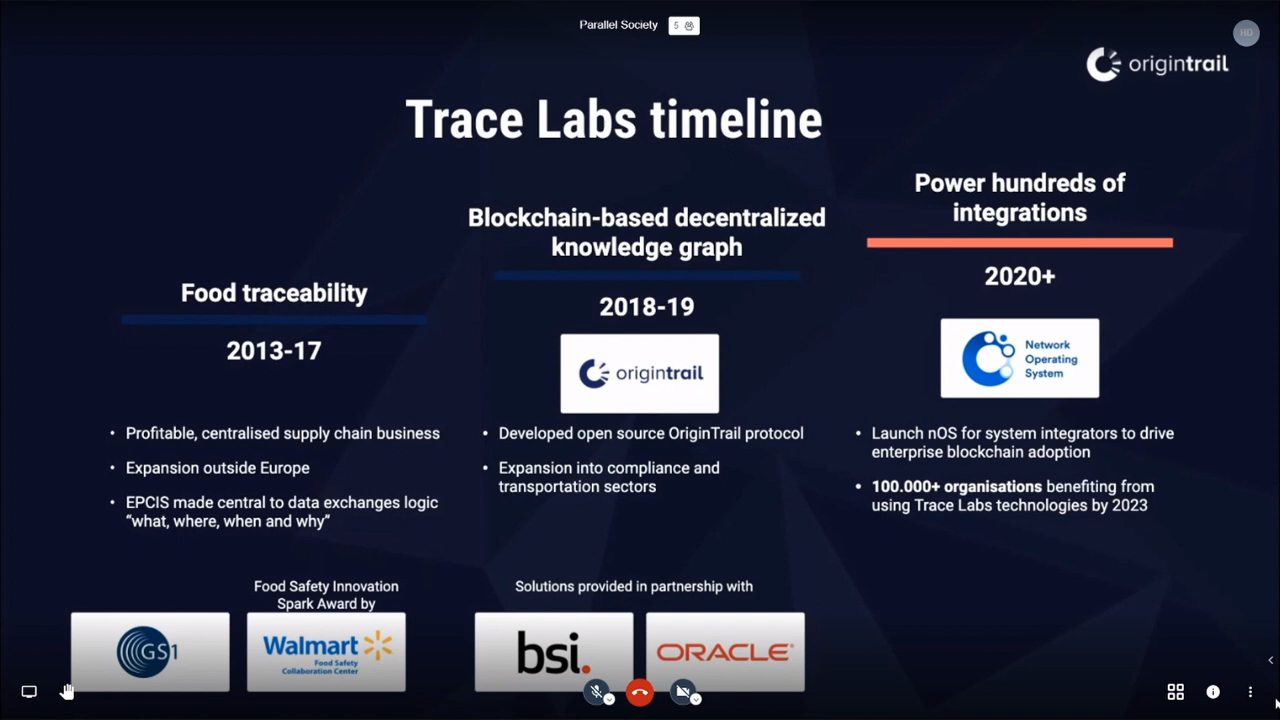 Parallel Society 5
HD
origintrail
Trace Labs timeline
Food traceability
2013-17
• Profitable, centralised supply chain business
• Expansion outside Europe
• EPCIS made central to data exchanges logic
“what, where, when and why”
GS1
Food Safety Innovation
Spark Award by
Walmart
Food Safety
Collaboration Center
Blockchain-based decentralized
knowledge graph
2018-19
origintrail
• Developed open source OriginTrail protocol
• Expansion into compliance and
transportation sectors
Solutions provided in partnership with
bsi.
ORACLE®
Power hundreds of
integrations
2020+
Network
Operating
System
• Launch nOS for system integrators to drive
enterprise blockchain adoption
• 100.000+ organisations benefiting from
using Trace Labs technologies by 2023